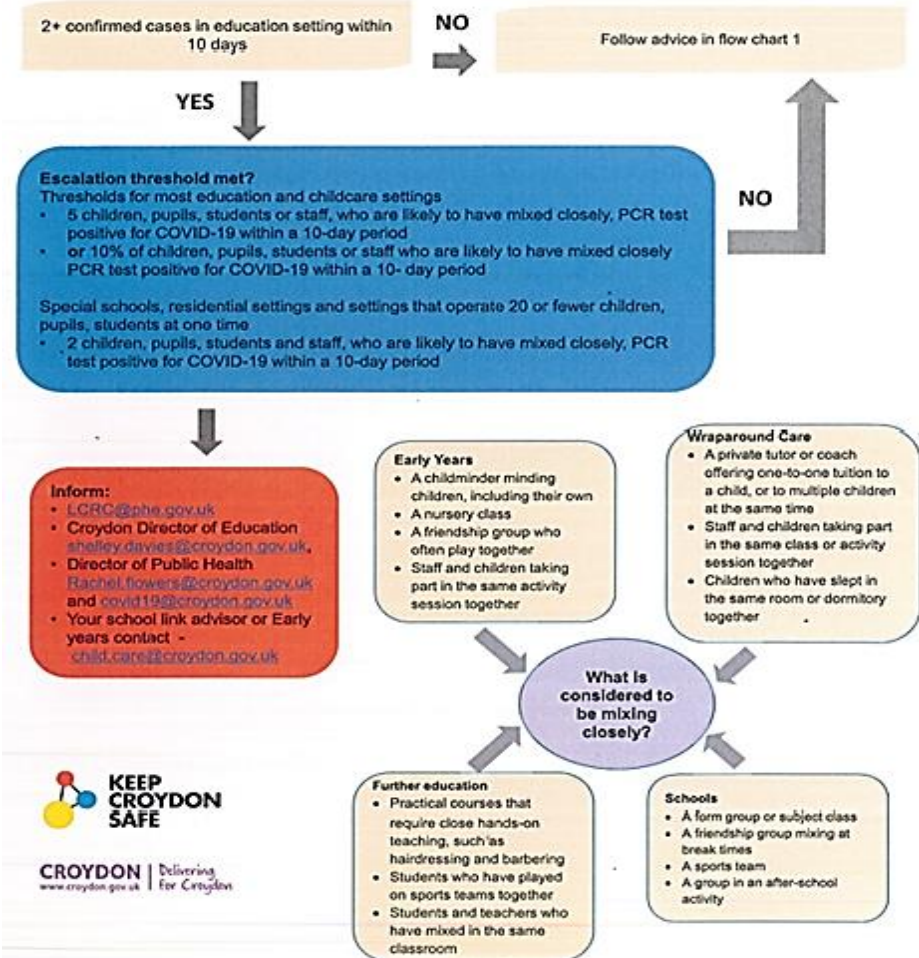 2+ confirmed cases in education setting within
10 days
NO
Follow advice in flow chart 1
YES
Escalation threshold met?
Thresholds for most education and childcare settings
• 5 children, pupils, students or staff, who are likely to have mixed closely, PCR test
positive for COVID-19 within a 10-day period
• or 10% of children, pupils, students or staff who are likely to have mixed closely
PCR test positive for COVID-19 within a 10- day period
Special schools, residential settings and settings that operate 20 or fewer children,
pupils, students at one time
• 2 children, pupils, students and staff, who are likely to have mixed closely, PCR
test positive for COVID-19 within a 10-day period
NO
Inform:
• LCRC@phe.gov.uk
• Croydon Director of Education
shelley.davies@croydon.gov.uk,
• Director of Public Health
Rachel.flowers@croydon.gov.uk
and covid19@croydon.gov.uk
• Your school link advisor or Early
years contact -
child.care@croydon.gov.uk
Early Years
• A childminder minding
children, including their own
• A nursery class
• A friendship group who
often play together
• Staff and children taking
part in the same activity
session together
Wraparound Care
• A private tutor or coach
offering one-to-one tuition to
a child, or to multiple children
at the same time
• Staff and children taking part
in the same class or activity
session together
• Children who have slept in
the same room or dormitory
together
What is
considered to
be mixing
closely?
Further education
• Practical courses that
require close hands-on
teaching, such as
hairdressing and barbering
• Students who have played
on sports teams together
• Students and teachers who
have mixed in the same
classroom
Schools
• A form group or subject class
• A friendship group mixing at
break times
• A sports team
• A group in an after-school
activity
KEEP
CROYDON
SAFE
CROYDON
www.croydon.gov.uk
Delivering
For Croydon